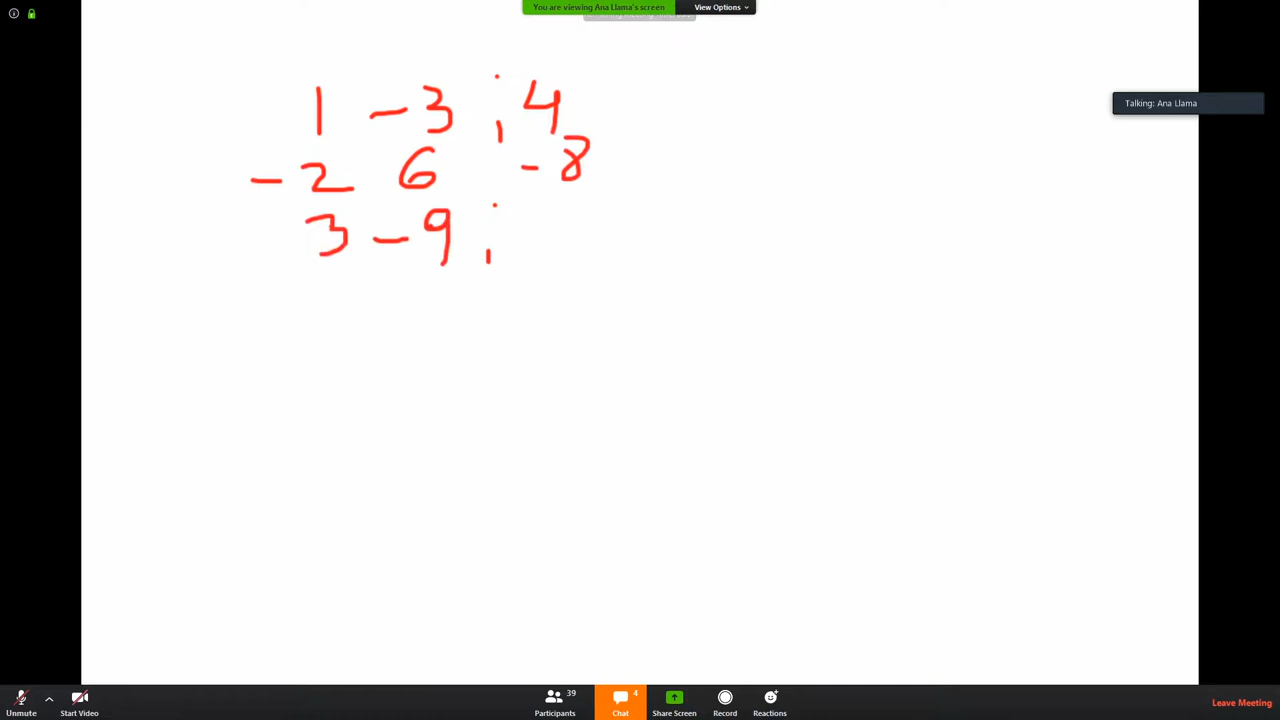 You are viewing Ana Llama's screen
View Options
Talking: Ana Llama
1 -3 ¦ 4
-2 6 -8
3 -9 ¦
Unmute
Start Video
Participants
39
Chat
4
Share Screen
Record
Reactions
Leave Meeting